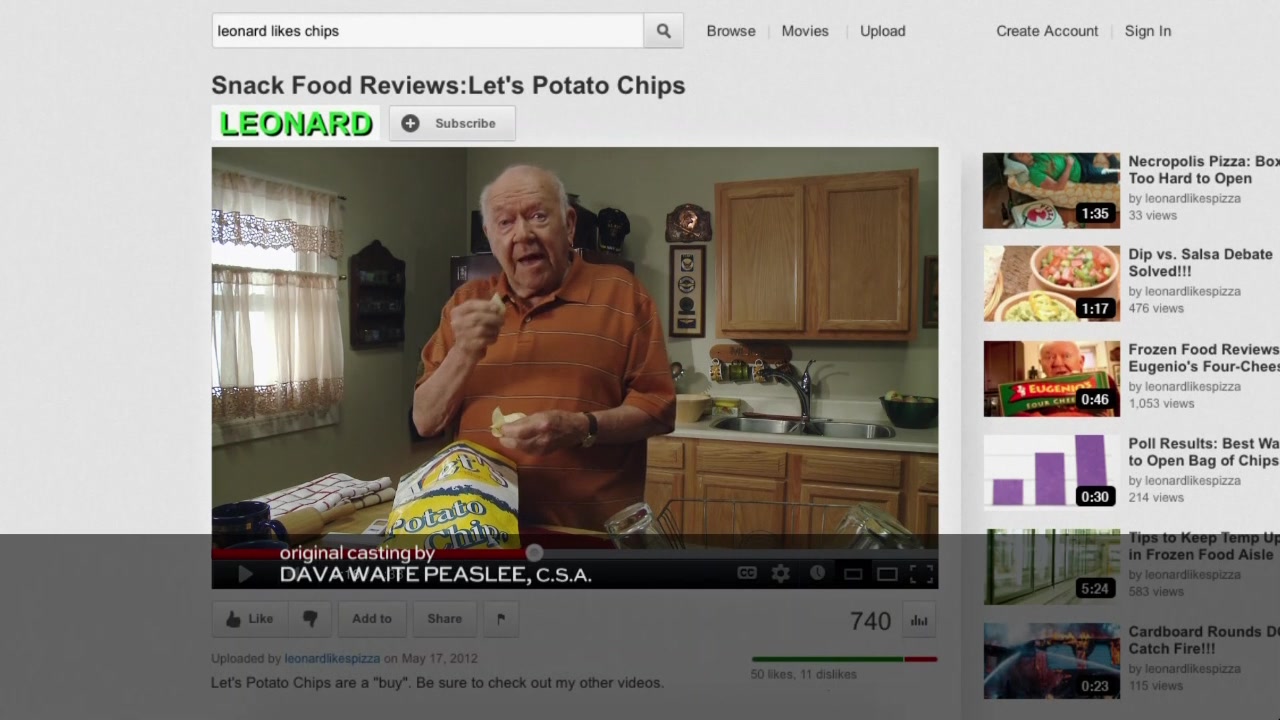 leonard likes chips
Browse
Movies
Upload
Create Account
Sign In
Snack Food Reviews:Let's Potato Chips
LEONARD
Subscribe
Let's
Potato
Chips
original casting by
DAVA WAITE PEASLEE, C.S.A.
CC
Like
Add to
Share
740
Uploaded by leonardlikespizza on May 17, 2012
50 likes, 11 dislikes
Let's Potato Chips are a "buy". Be sure to check out my other videos.
1:35
Necropolis Pizza: Box
Too Hard to Open
by leonardlikespizza
33 views
1:17
Dip vs. Salsa Debate
Solved!!!
by leonardlikespizza
476 views
EUGENIO'S
FOUR CHEE
0:46
Frozen Food Reviews
Eugenio's Four-Chees
by leonardlikespizza
1,053 views
0:30
Poll Results: Best Wa
to Open Bag of Chips
by leonardlikespizza
214 views
5:24
Tips to Keep Temp Up
in Frozen Food Aisle
by leonardlikespizza
583 views
0:23
Cardboard Rounds D
Catch Fire!!!
by leonardlikespizza
115 views